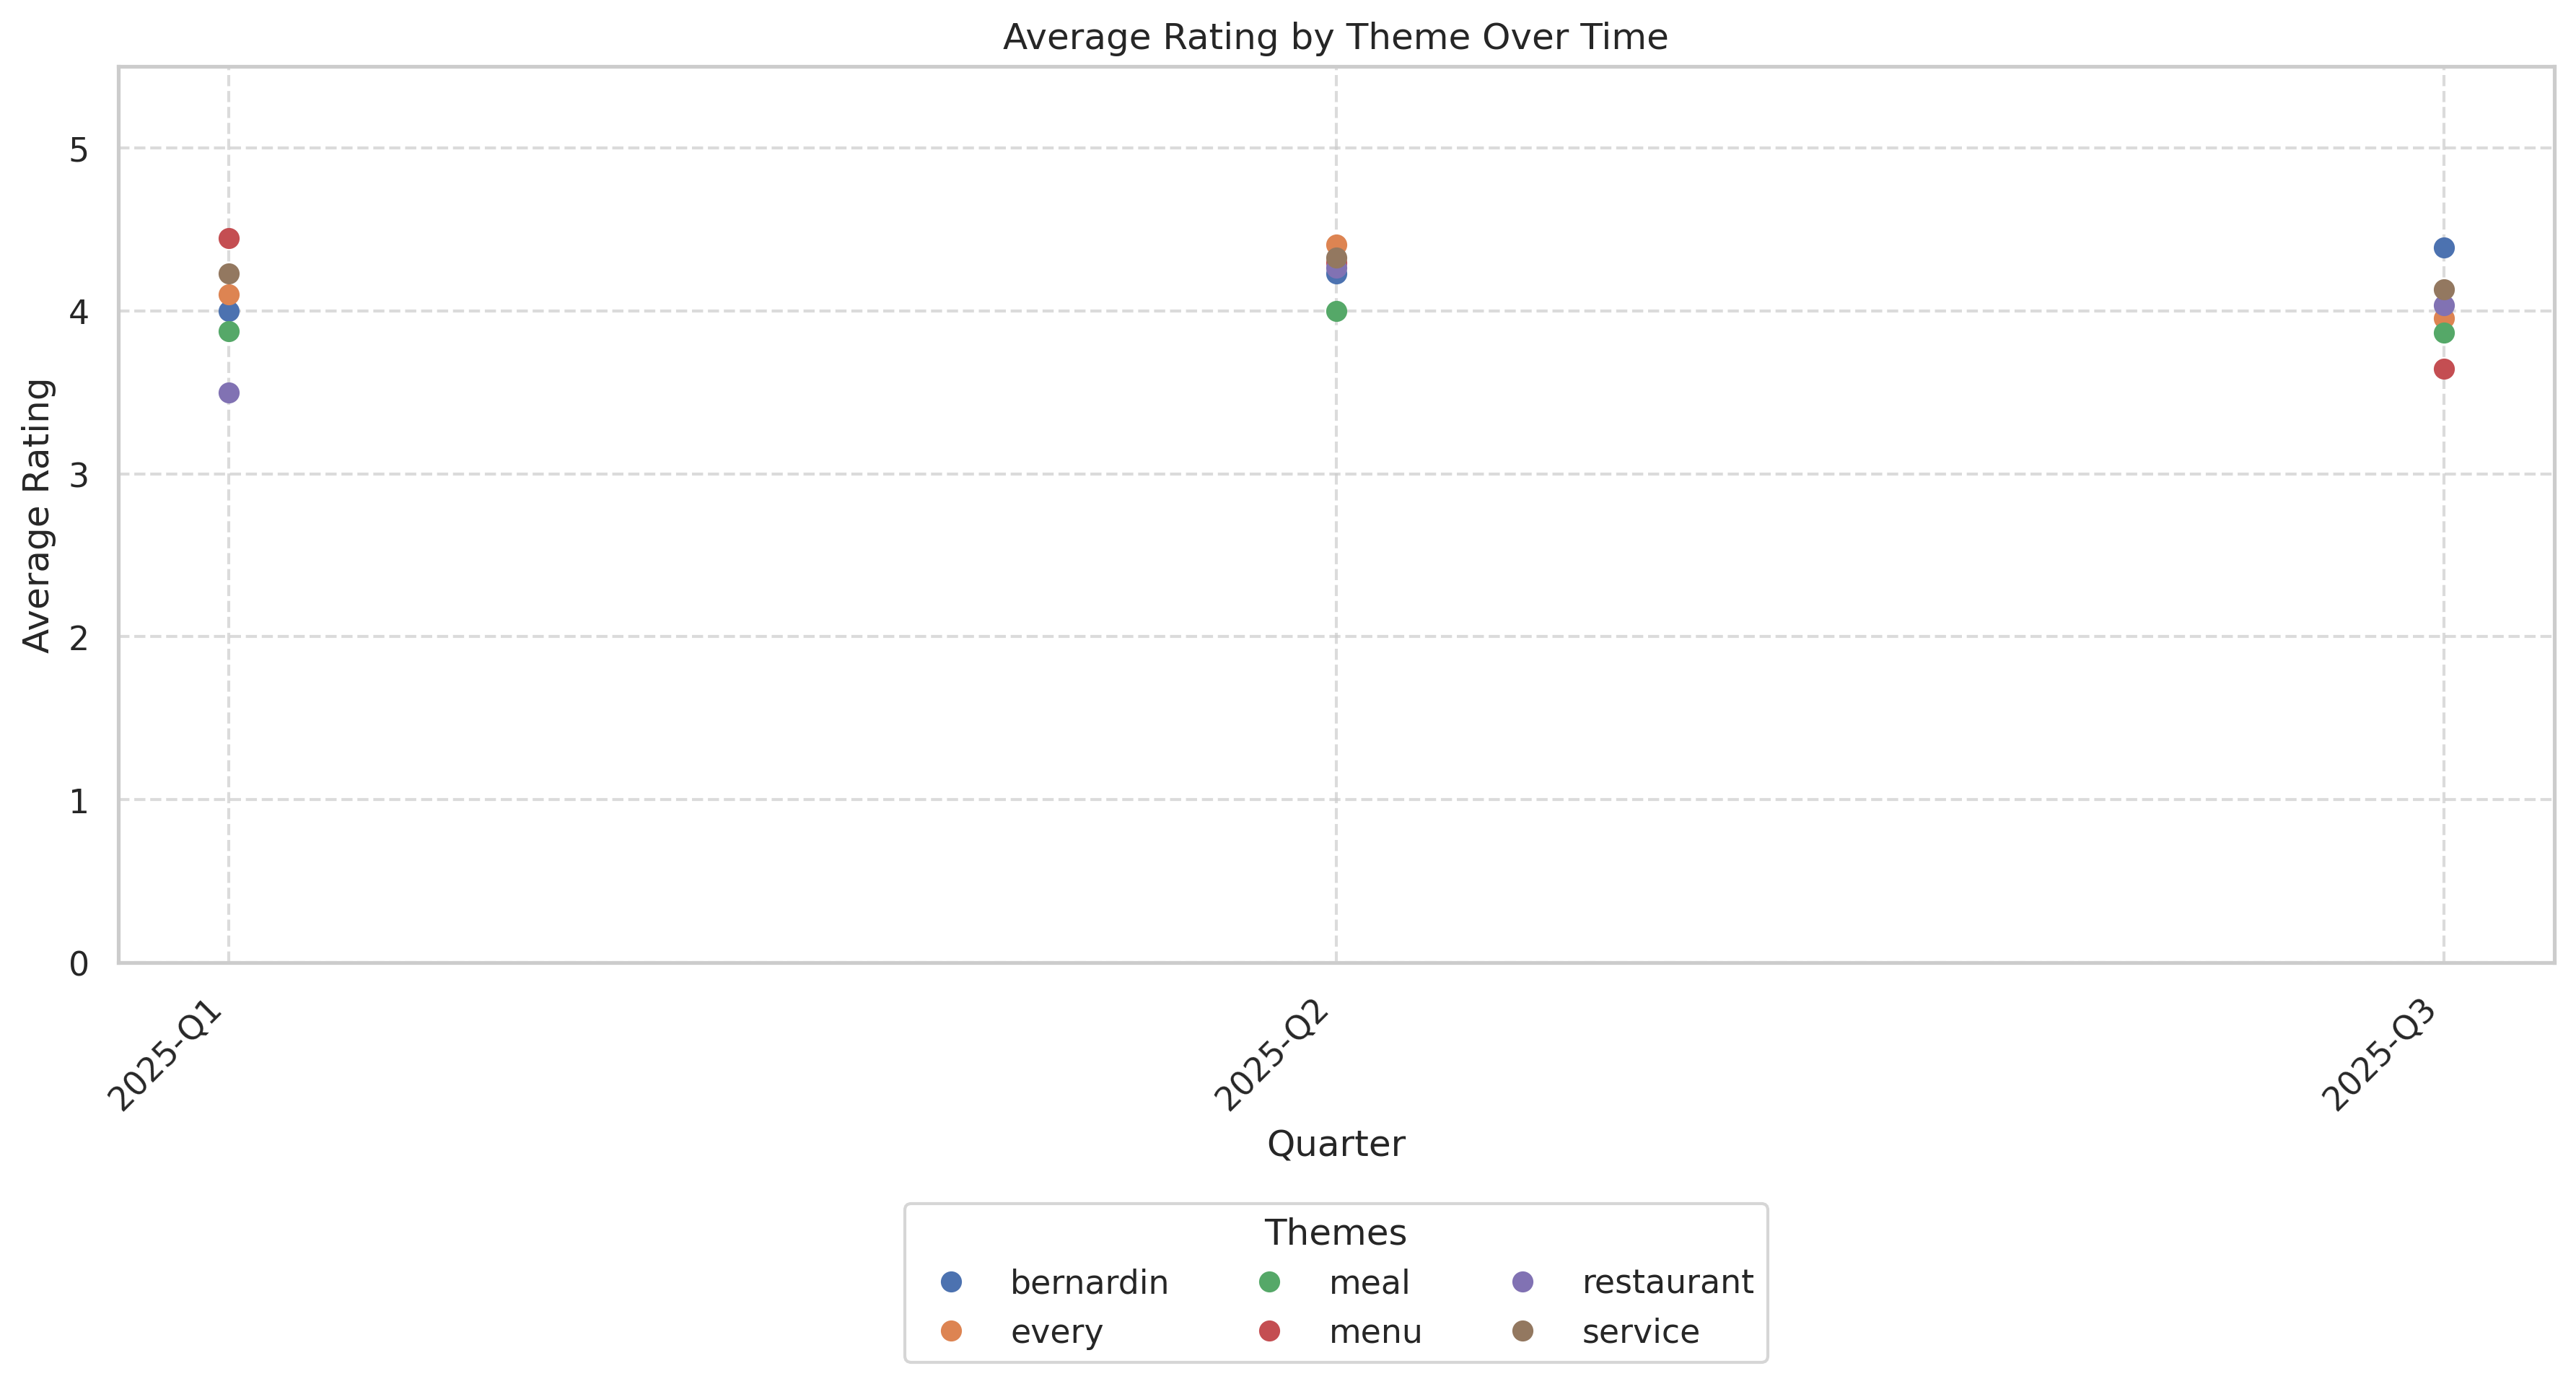 Average Rating by Theme Over Time
Average Rating
5
4
3
2
1
0
2025-Q1
2025-Q2
2025-Q3
Quarter
Themes
bernardin
meal
restaurant
every
menu
service